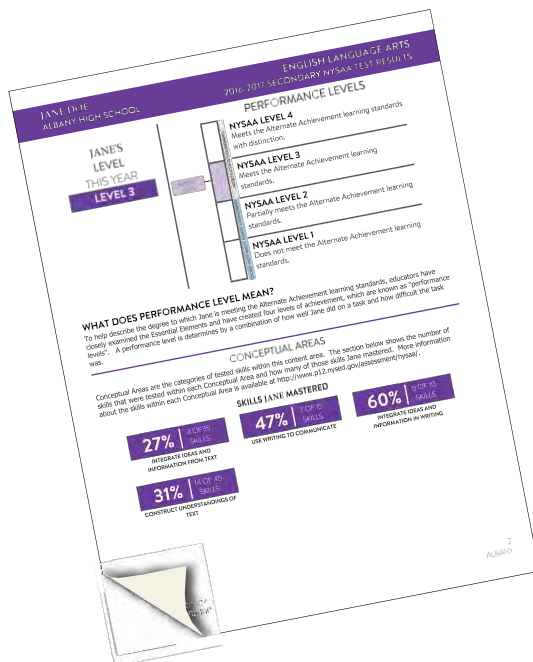 JANE DOE
ALBANY HIGH SCHOOL
ENGLISH LANGUAGE ARTS
2016-2017 SECONDARY NYSAA TEST RESULTS
JANE'S
LEVEL
THIS YEAR
LEVEL 3
PERFORMANCE LEVELS
NYSAA LEVEL 4
Meets the Alternate Achievement learning standards
with distinction.
NYSAA LEVEL 3
Meets the Alternate Achievement learning
standards.
NYSAA LEVEL 2
Partially meets the Alternate Achievement learning
standards.
NYSAA LEVEL 1
Does not meet the Alternate Achievement learning
standards.
WHAT DOES PERFORMANCE LEVEL MEAN?
To help describe the degree to which Jane is meeting the Alternate Achievement learning standards, educators have
closely examined the Essential Elements and have created four levels of achievement, which are known as "performance
levels". A performance level is determines by a combination of how well Jane did on a task and how difficult the task
was.
CONCEPTUAL AREAS
Conceptual Areas are the categories of tested skills within this content area. The section below shows the number of
skills that were tested within each Conceptual Area and how many of those skills Jane mastered. More information
about the skills within each Conceptual Area is available at http://www.p12.nysed.gov/assessment/nysaa/.
SKILLS JANE MASTERED
27% 4 OF 15
SKILLS
INTEGRATE IDEAS AND
INFORMATION FROM TEXT
47% 7 OF 15
SKILLS
USE WRITING TO COMMUNICATE
60% 6 OF 10
SKILLS
INTEGRATE IDEAS AND
INFORMATION IN WRITING
31% 14 OF 45
SKILLS
CONSTRUCT UNDERSTANDINGS OF
TEXT
2
ALBANY